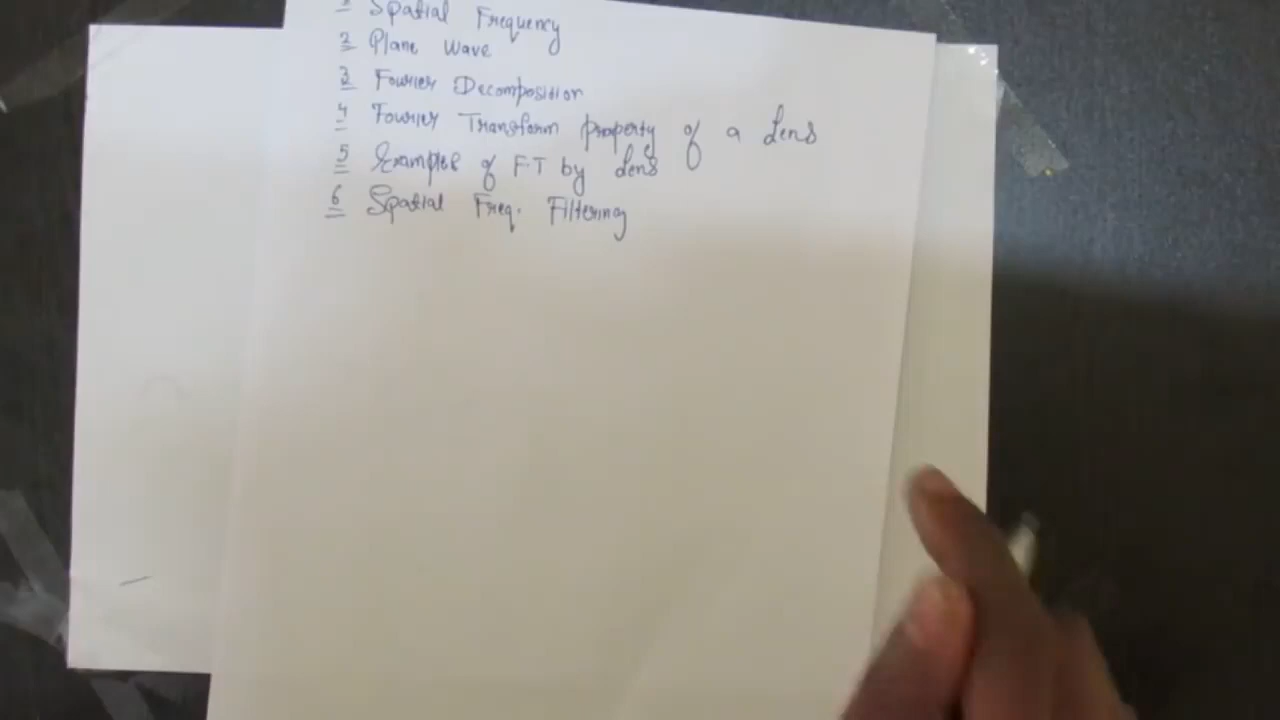 1 Spatial Frequency
2 Plane Wave
3 Fourier Decomposition
4 Fourier Transform property of a Lens
5 Examples of F.T by Lens
6 Spatial Freq. Filtering